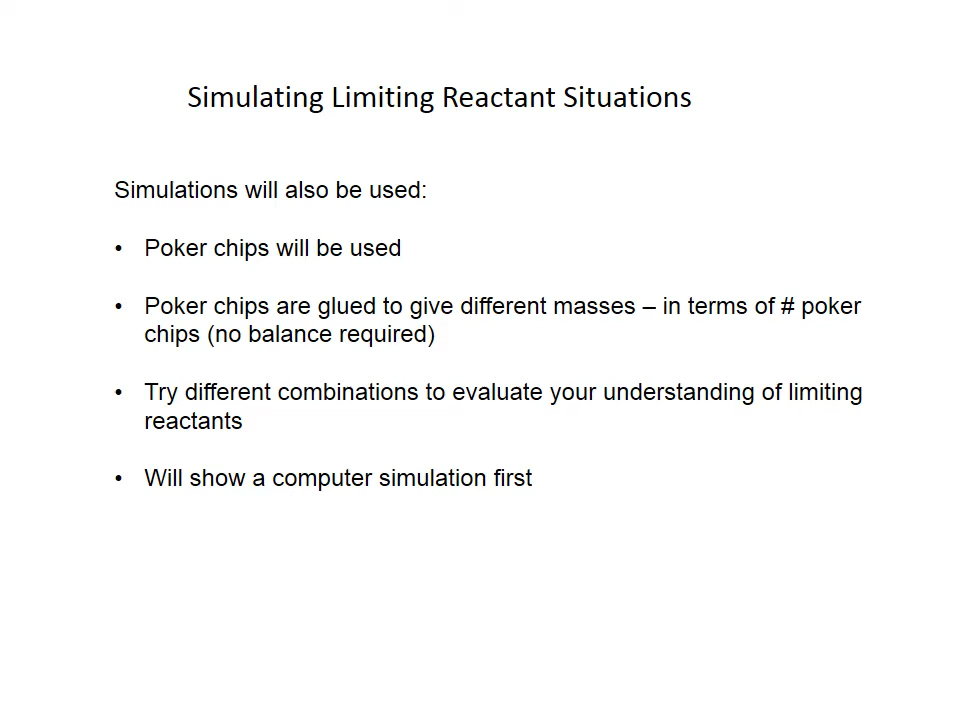 Simulating Limiting Reactant Situations
Simulations will also be used:
• Poker chips will be used
• Poker chips are glued to give different masses – in terms of # poker
chips (no balance required)
• Try different combinations to evaluate your understanding of limiting
reactants
• Will show a computer simulation first